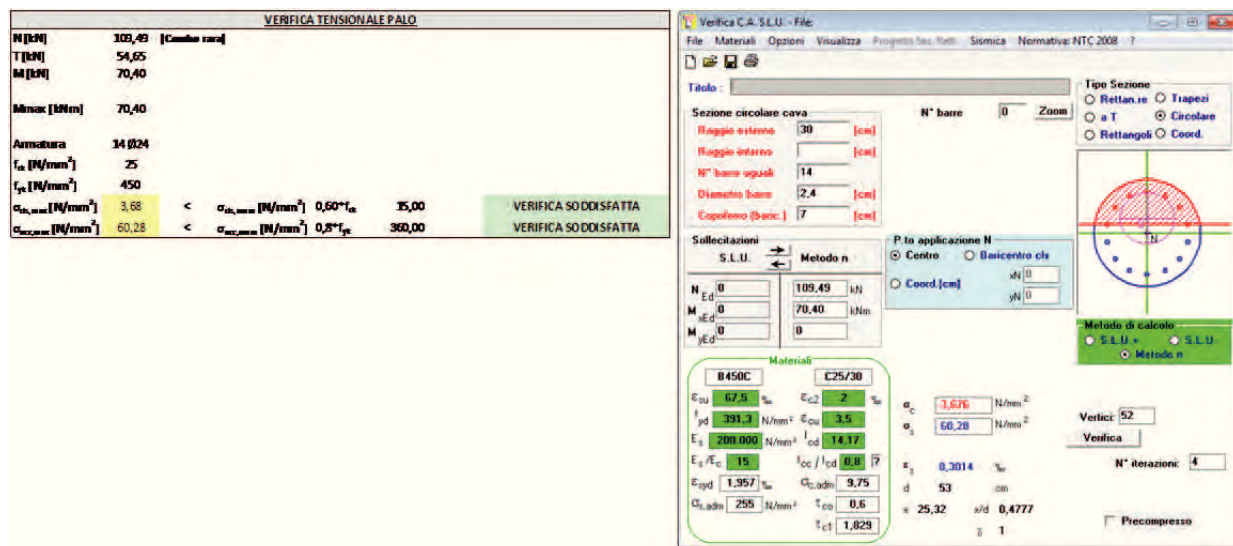 VERIFICA TENSIONALE PALO
N [kN] 109,49 [Combo rara]
T [kN] 54,65
M [kN] 70,40
Mmax [kNm] 70,40
Armatura 14 Ø24
fck [N/mm²] 25
fyk [N/mm²] 450
σcls,max [N/mm²] 3,68 < σcls,amm [N/mm²] 0,60*fck 15,00 VERIFICA SODDISFATTA
σacc,max [N/mm²] 60,28 < σacc,amm [N/mm²] 0,8*fyk 360,00 VERIFICA SODDISFATTA
Verifica C.A. S.L.U. - File:
File Materiali Opzioni Visualizza Progetto Sez. Rett. Sismica Normativa: NTC 2008 ?
Titolo :
Sezione circolare cava
Raggio esterno 30 [cm]
Raggio interno [cm]
N° barre uguali 14
Diametro barre 2,4 [cm]
Copriferro (baric.) 7 [cm]
N° barre 0 Zoom
Tipo Sezione
Rettan.re Trapezi
a T Circolare
Rettangoli Coord.
N
Sollecitazioni
S.L.U. Metodo n
N Ed 0 109,49 kN
M xEd 0 70,40 kNm
M yEd 0 0
P.to applicazione N
Centro Baricentro cls
Coord.[cm] xN 0
yN 0
Metodo di calcolo
S.L.U.+ S.L.U.-
Metodo n
Materiali
B450C C25/30
εsu 67,5 ‰ εc2 2 ‰
fyd 391,3 N/mm² εcu 3,5
Es 200.000 N/mm² fcd 14,17
Es/Ec 15 fcc/fcd 0,8 ?
εsyd 1,957 ‰ σc,adm 9,75
σs,adm 255 N/mm² τco 0,6
τc1 1,829
σc 3,676 N/mm²
σs 60,28 N/mm²
εs 0,3014 ‰
d 53 cm
x 25,32 x/d 0,4777
δ 1
Vertici: 52
Verifica
N° iterazioni: 4
Precompresso